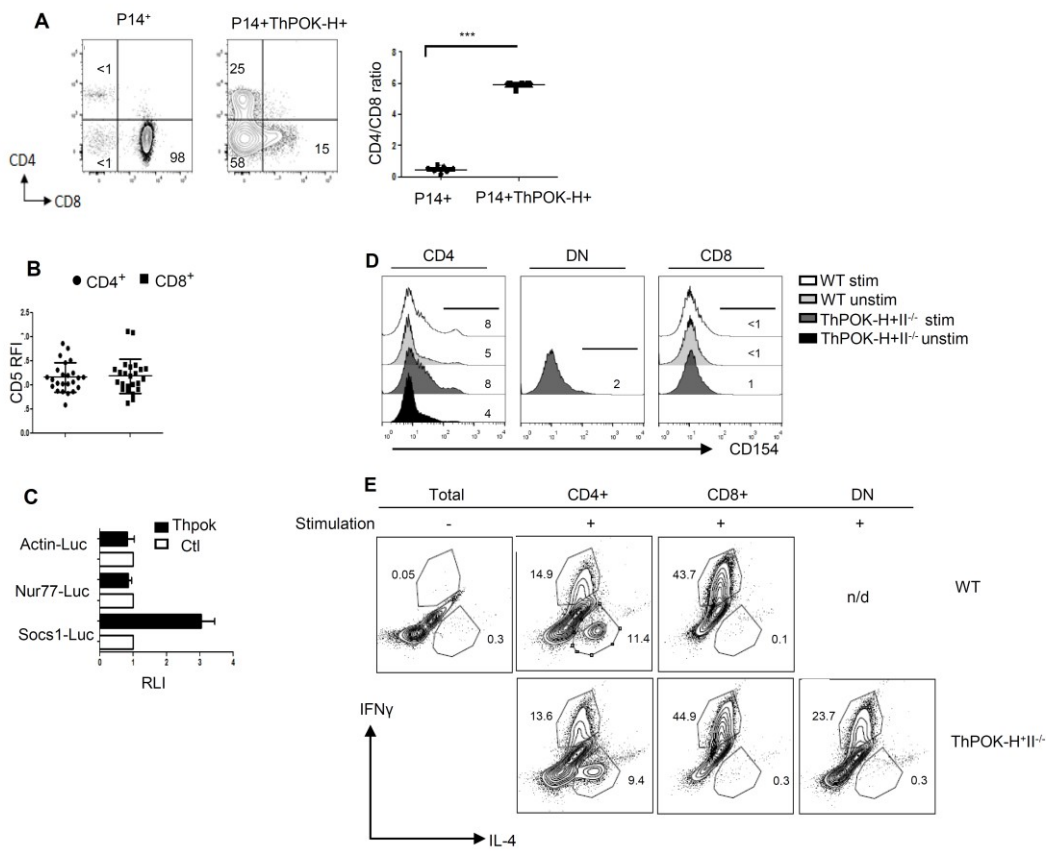 A
P14⁺
P14+ThPOK-H+
<1
<1
98
25
58
15
CD4
CD8
***
CD4/CD8 ratio
8
6
4
2
0
P14+
P14+ThPOK-H+
B
CD4⁺
CD8⁺
CD5 RFI
2.5
.0
.5
.0
.5
0.0
D
CD4
DN
CD8
8
5
8
4
2
<1
<1
1
WT stim
WT unstim
ThPOK-H+II⁻/⁻ stim
ThPOK-H+II⁻/⁻ unstim
CD154
C
Thpok
Ctl
Actin-Luc
Nur77-Luc
Socs1-Luc
0 1 2 3 4
RLI
E
Total
CD4+
CD8+
DN
Stimulation - + + +
0.05
0.3
14.9
11.4
43.7
0.1
n/d
WT
13.6
9.4
44.9
0.3
23.7
0.3
ThPOK-H⁺II⁻/⁻
IFNγ
IL-4